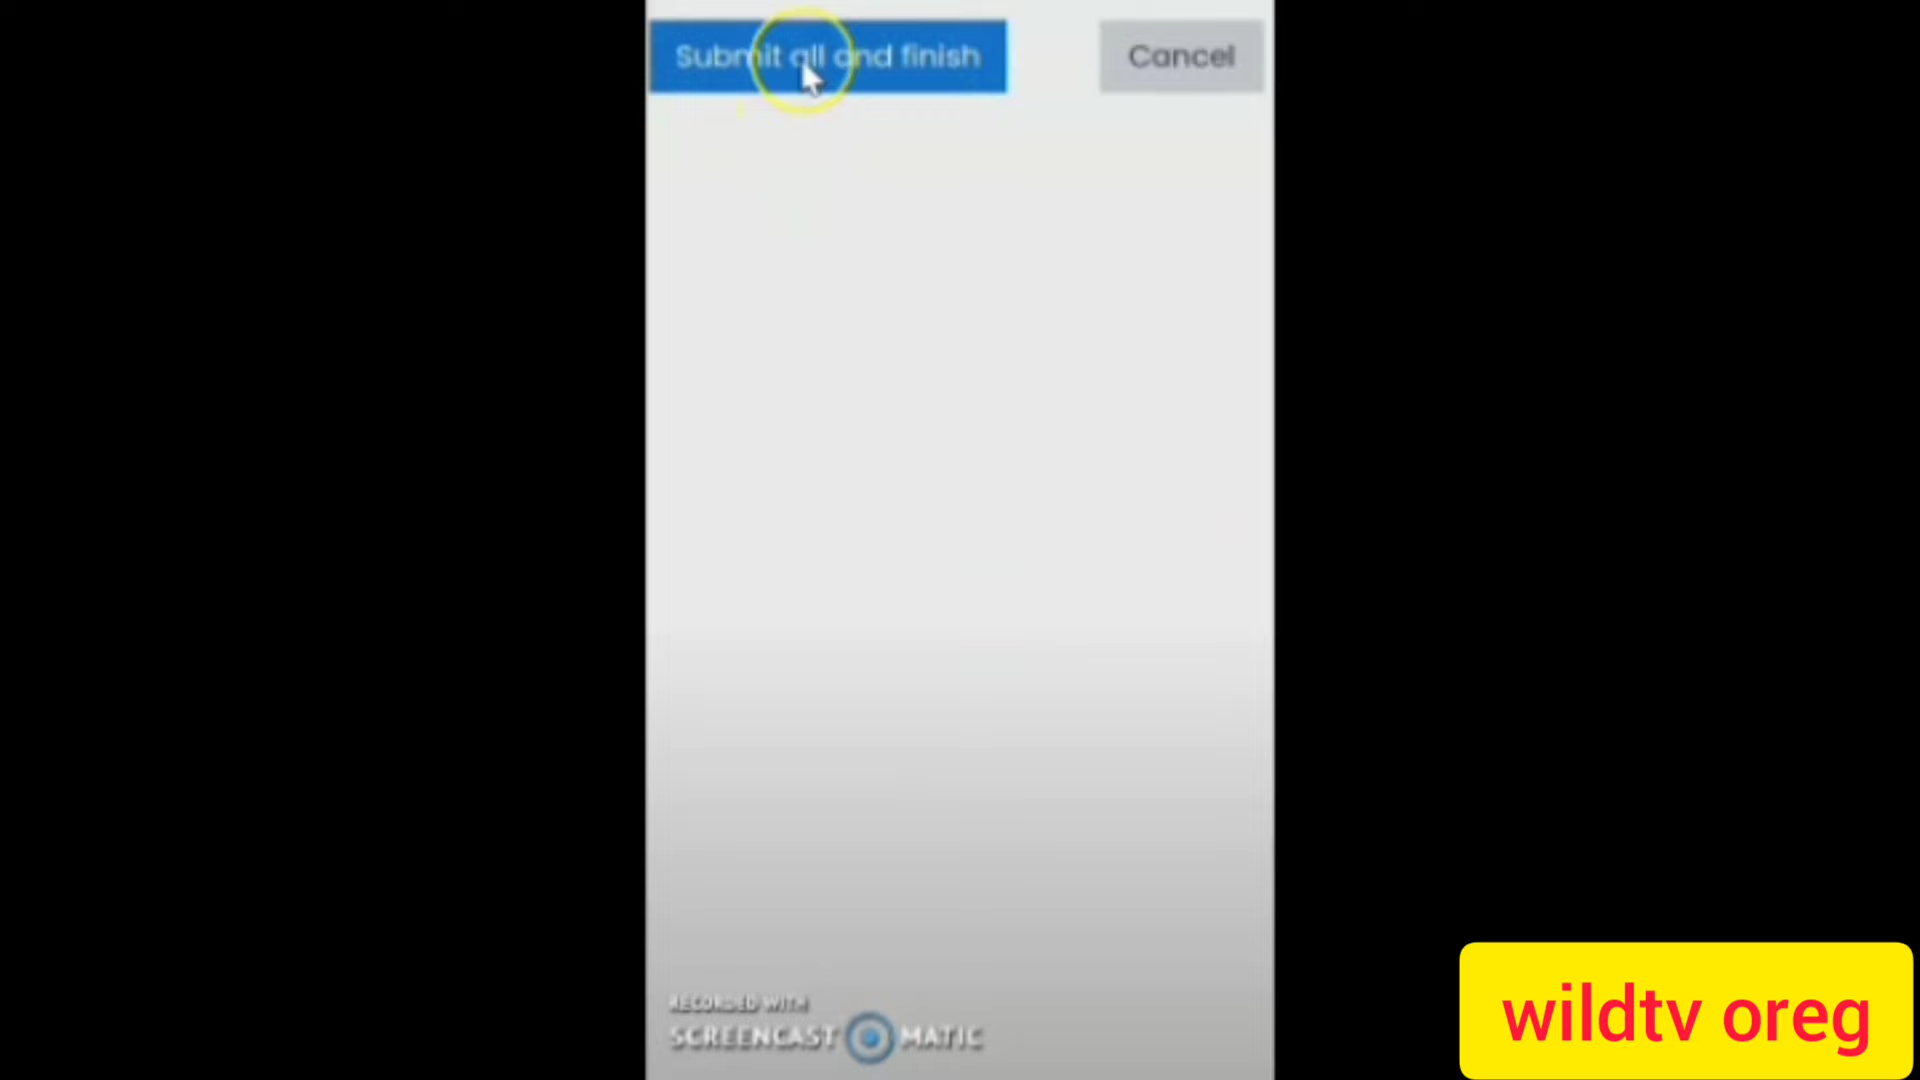 Submit all and finish
Cancel
RECORDED WITH
SCREENCAST MATIC
wildtv oreg